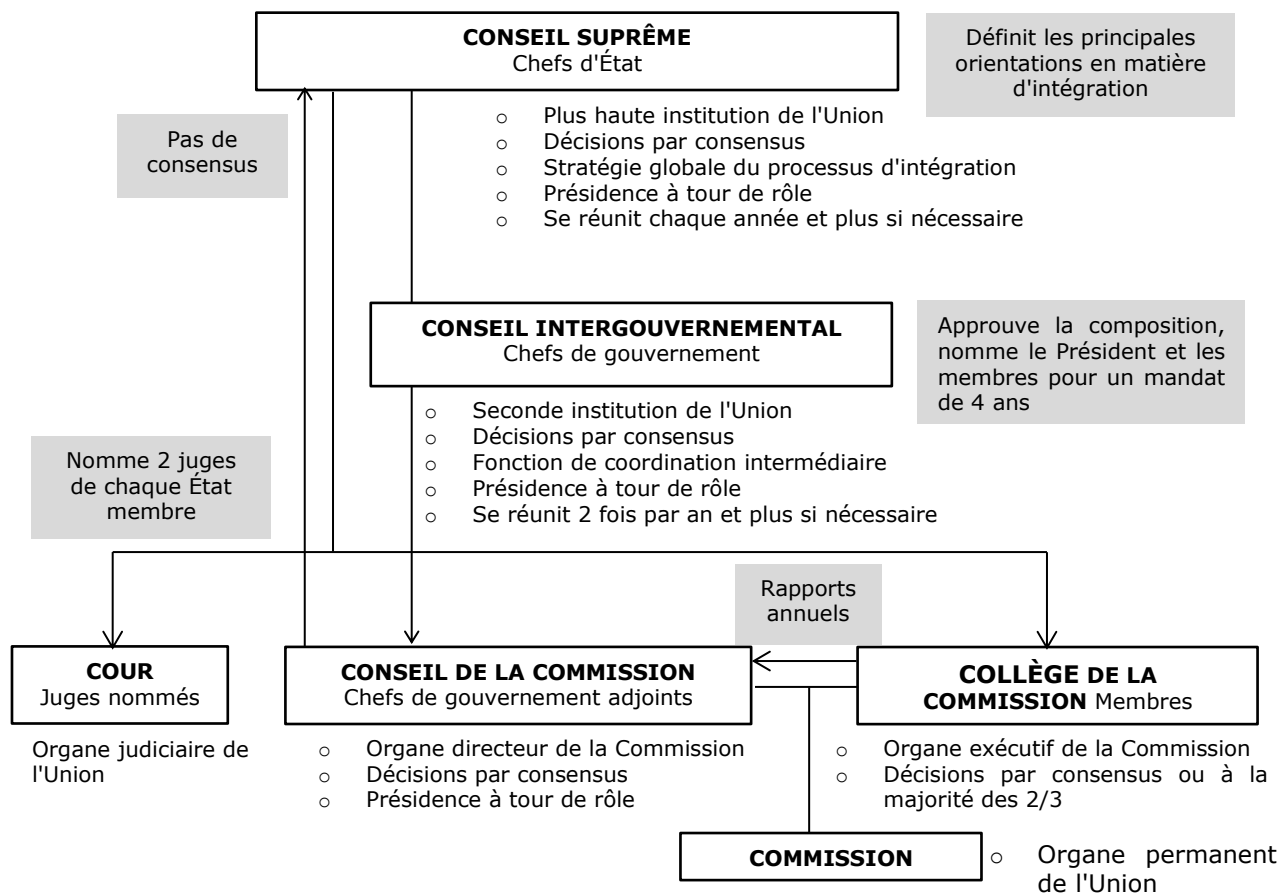 CONSEIL SUPRÊME
Chefs d'État
Définit les principales
orientations en matière
d'intégration
Pas de
consensus
o Plus haute institution de l'Union
o Décisions par consensus
o Stratégie globale du processus d'intégration
o Présidence à tour de rôle
o Se réunit chaque année et plus si nécessaire
CONSEIL INTERGOUVERNEMENTAL
Chefs de gouvernement
Approuve la composition,
nomme le Président et les
membres pour un mandat
de 4 ans
o Seconde institution de l'Union
o Décisions par consensus
o Fonction de coordination intermédiaire
o Présidence à tour de rôle
o Se réunit 2 fois par an et plus si nécessaire
Nomme 2 juges
de chaque État
membre
Rapports
annuels
COUR
Juges nommés
Organe judiciaire de
l'Union
CONSEIL DE LA COMMISSION
Chefs de gouvernement adjoints
o Organe directeur de la Commission
o Décisions par consensus
o Présidence à tour de rôle
COLLÈGE DE LA
COMMISSION Membres
o Organe exécutif de la Commission
o Décisions par consensus ou à la
majorité des 2/3
COMMISSION
o Organe permanent
de l'Union